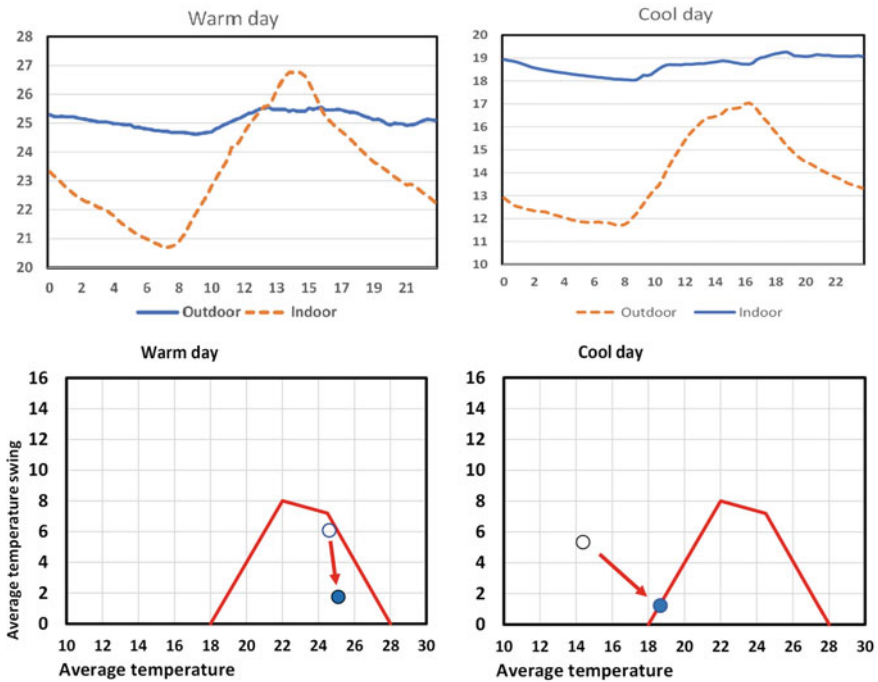 Warm day
28
27
26
25
24
23
22
21
20
0 2 4 6 8 10 12 13 15 17 19 21
Outdoor Indoor
Cool day
20
19
18
17
16
15
14
13
12
11
10
0 2 4 6 8 10 12 14 16 18 20 22
Outdoor Indoor
Warm day
Average temperature swing
16
14
12
10
8
6
4
2
0
10 12 14 16 18 20 22 24 26 28 30
Average temperature
Cool day
16
14
12
10
8
6
4
2
0
10 12 14 16 18 20 22 24 26 28 30
Average temperature